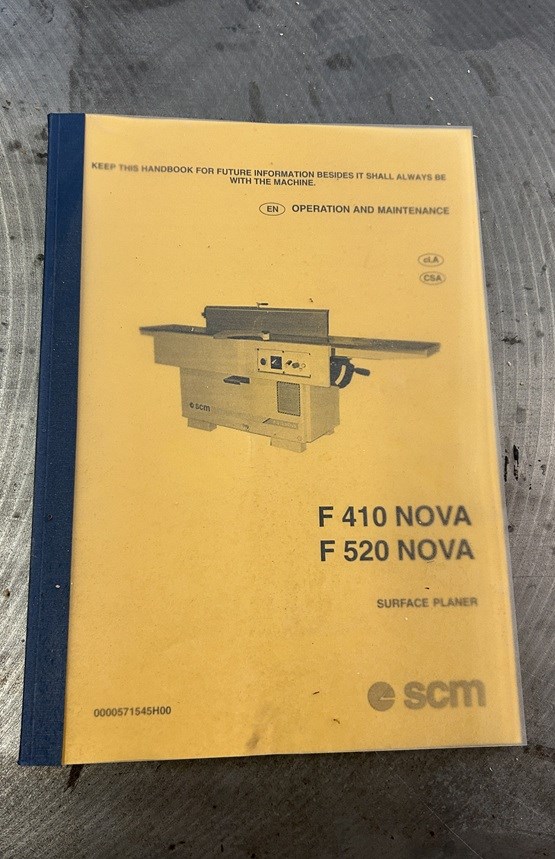 KEEP THIS HANDBOOK FOR FUTURE INFORMATION BESIDES IT SHALL ALWAYS BE
WITH THE MACHINE.
EN OPERATION AND MAINTENANCE
cl.A
CSA
scm
F 410 NOVA
F 520 NOVA
SURFACE PLANER
scm
0000571545H00